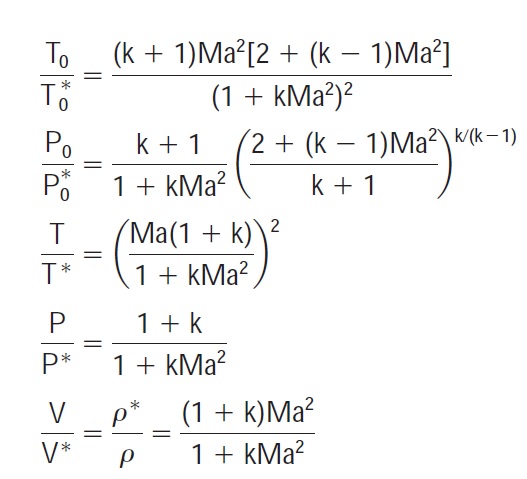 T₀/T₀* = (k + 1)Ma²[2 + (k − 1)Ma²]/(1 + kMa²)²
P₀/P₀* = (k + 1)/(1 + kMa²) ((2 + (k − 1)Ma²)/(k + 1))^(k/(k−1))
T/T* = (Ma(1 + k)/(1 + kMa²))²
P/P* = (1 + k)/(1 + kMa²)
V/V* = ρ*/ρ = (1 + k)Ma²/(1 + kMa²)